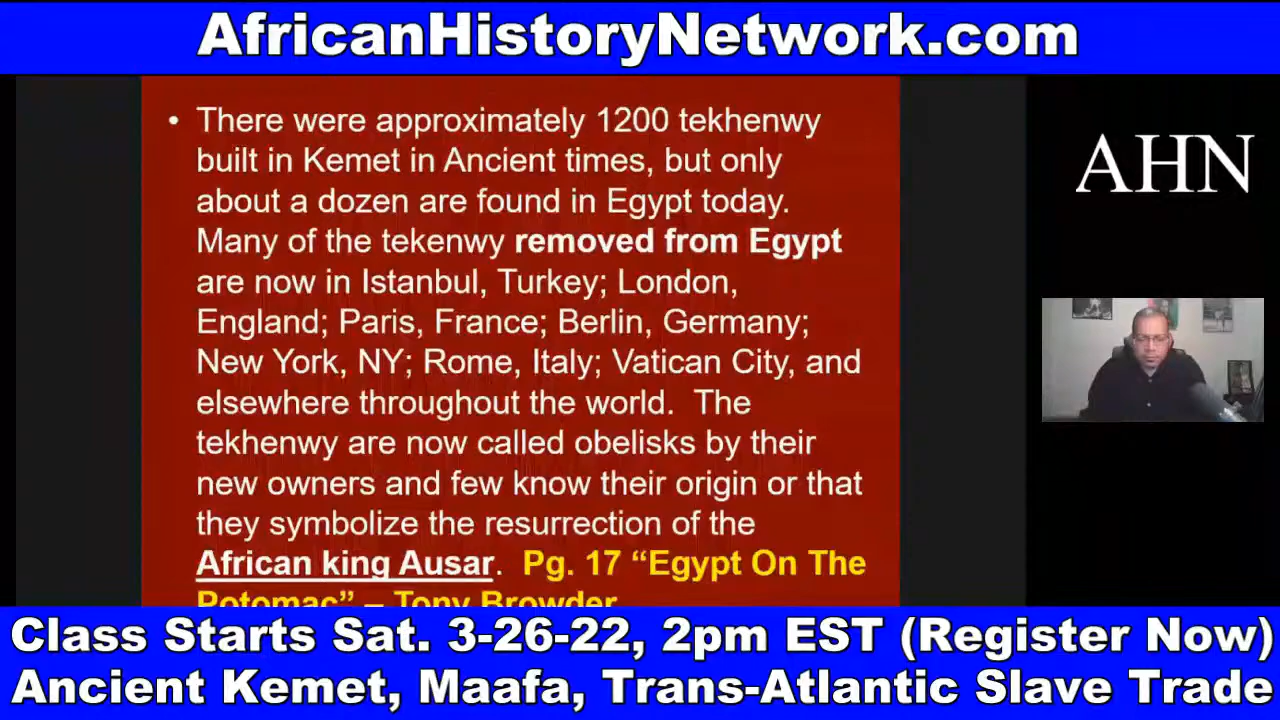 AfricanHistoryNetwork.com
• There were approximately 1200 tekhenwy
built in Kemet in Ancient times, but only
about a dozen are found in Egypt today.
Many of the tekenwy removed from Egypt
are now in Istanbul, Turkey; London,
England; Paris, France; Berlin, Germany;
New York, NY; Rome, Italy; Vatican City, and
elsewhere throughout the world. The
tekhenwy are now called obelisks by their
new owners and few know their origin or that
they symbolize the resurrection of the
African king Ausar. Pg. 17 “Egypt On The
Potomac” – Tony Browder
AHN
Class Starts Sat. 3-26-22, 2pm EST (Register Now)
Ancient Kemet, Maafa, Trans-Atlantic Slave Trade